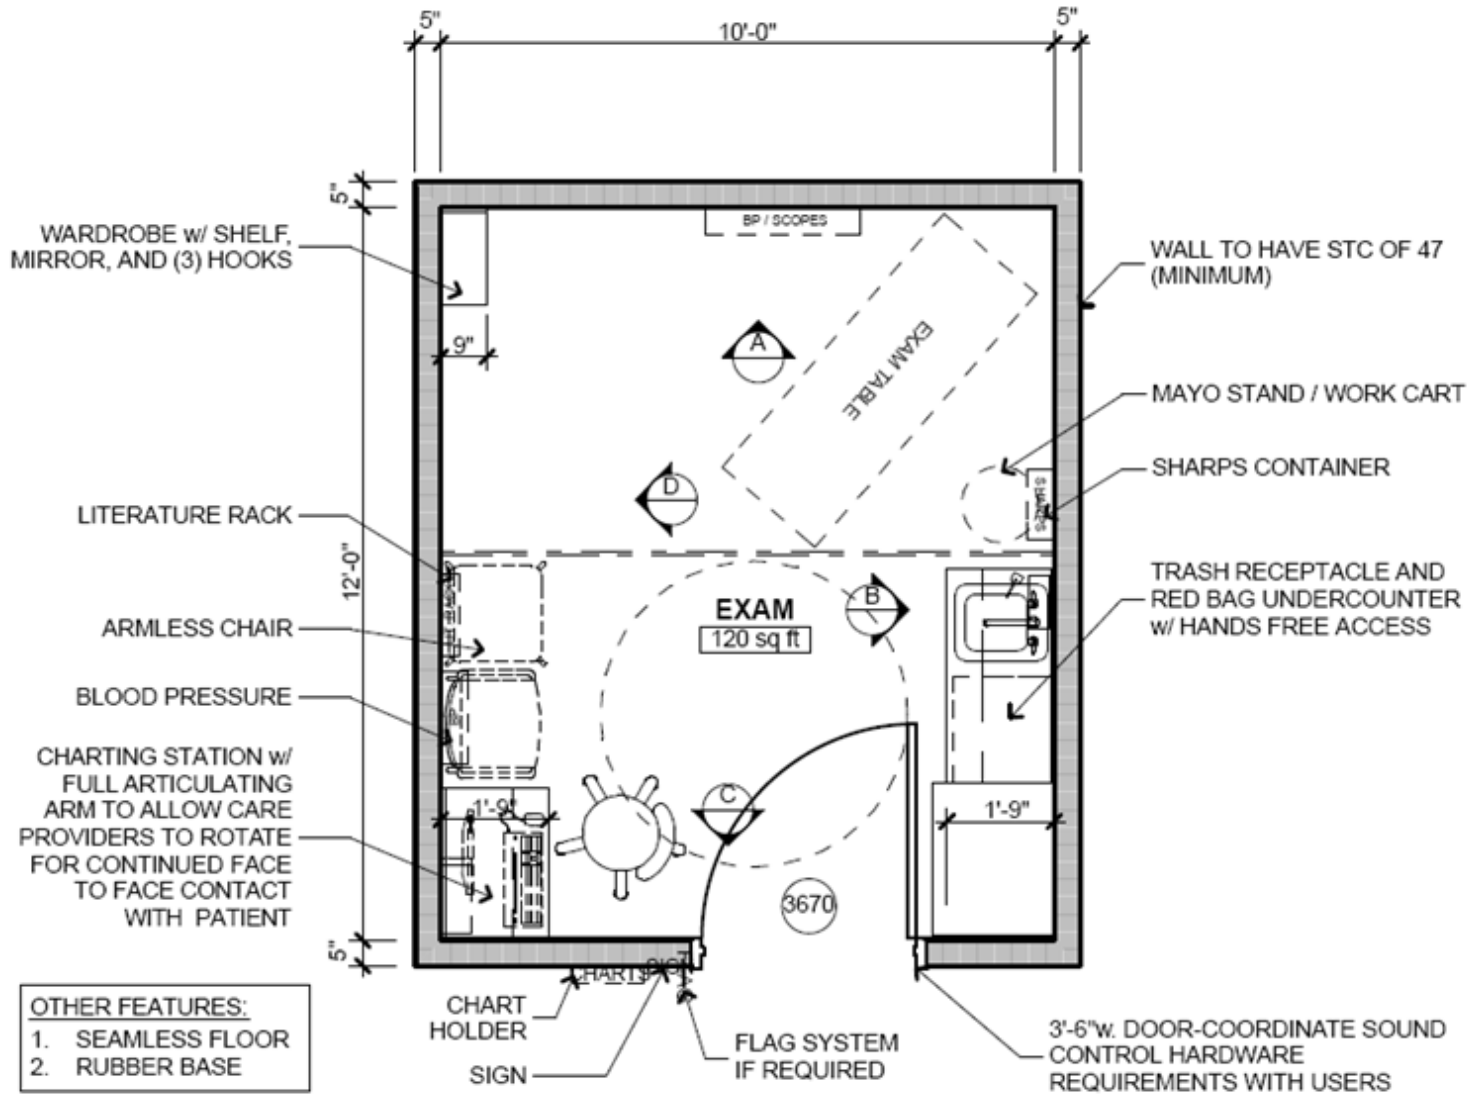 5"
10'-0"
5"
5"
BP / SCOPES
WARDROBE w/ SHELF,
MIRROR, AND (3) HOOKS
WALL TO HAVE STC OF 47
(MINIMUM)
9"
A
EXAM TABLE
MAYO STAND / WORK CART
SHARPS CONTAINER
SHARPS
D
LITERATURE RACK
12'-0"
TRASH RECEPTACLE AND
RED BAG UNDERCOUNTER
w/ HANDS FREE ACCESS
B
EXAM
120 sq ft
ARMLESS CHAIR
BLOOD PRESSURE
CHARTING STATION w/
FULL ARTICULATING
ARM TO ALLOW CARE
PROVIDERS TO ROTATE
FOR CONTINUED FACE
TO FACE CONTACT
WITH PATIENT
1'-9"
C
1'-9"
3670
5"
CHARTS
SIGN
FLAG
OTHER FEATURES:
1. SEAMLESS FLOOR
2. RUBBER BASE
CHART
HOLDER
SIGN
FLAG SYSTEM
IF REQUIRED
3'-6"w. DOOR-COORDINATE SOUND
CONTROL HARDWARE
REQUIREMENTS WITH USERS